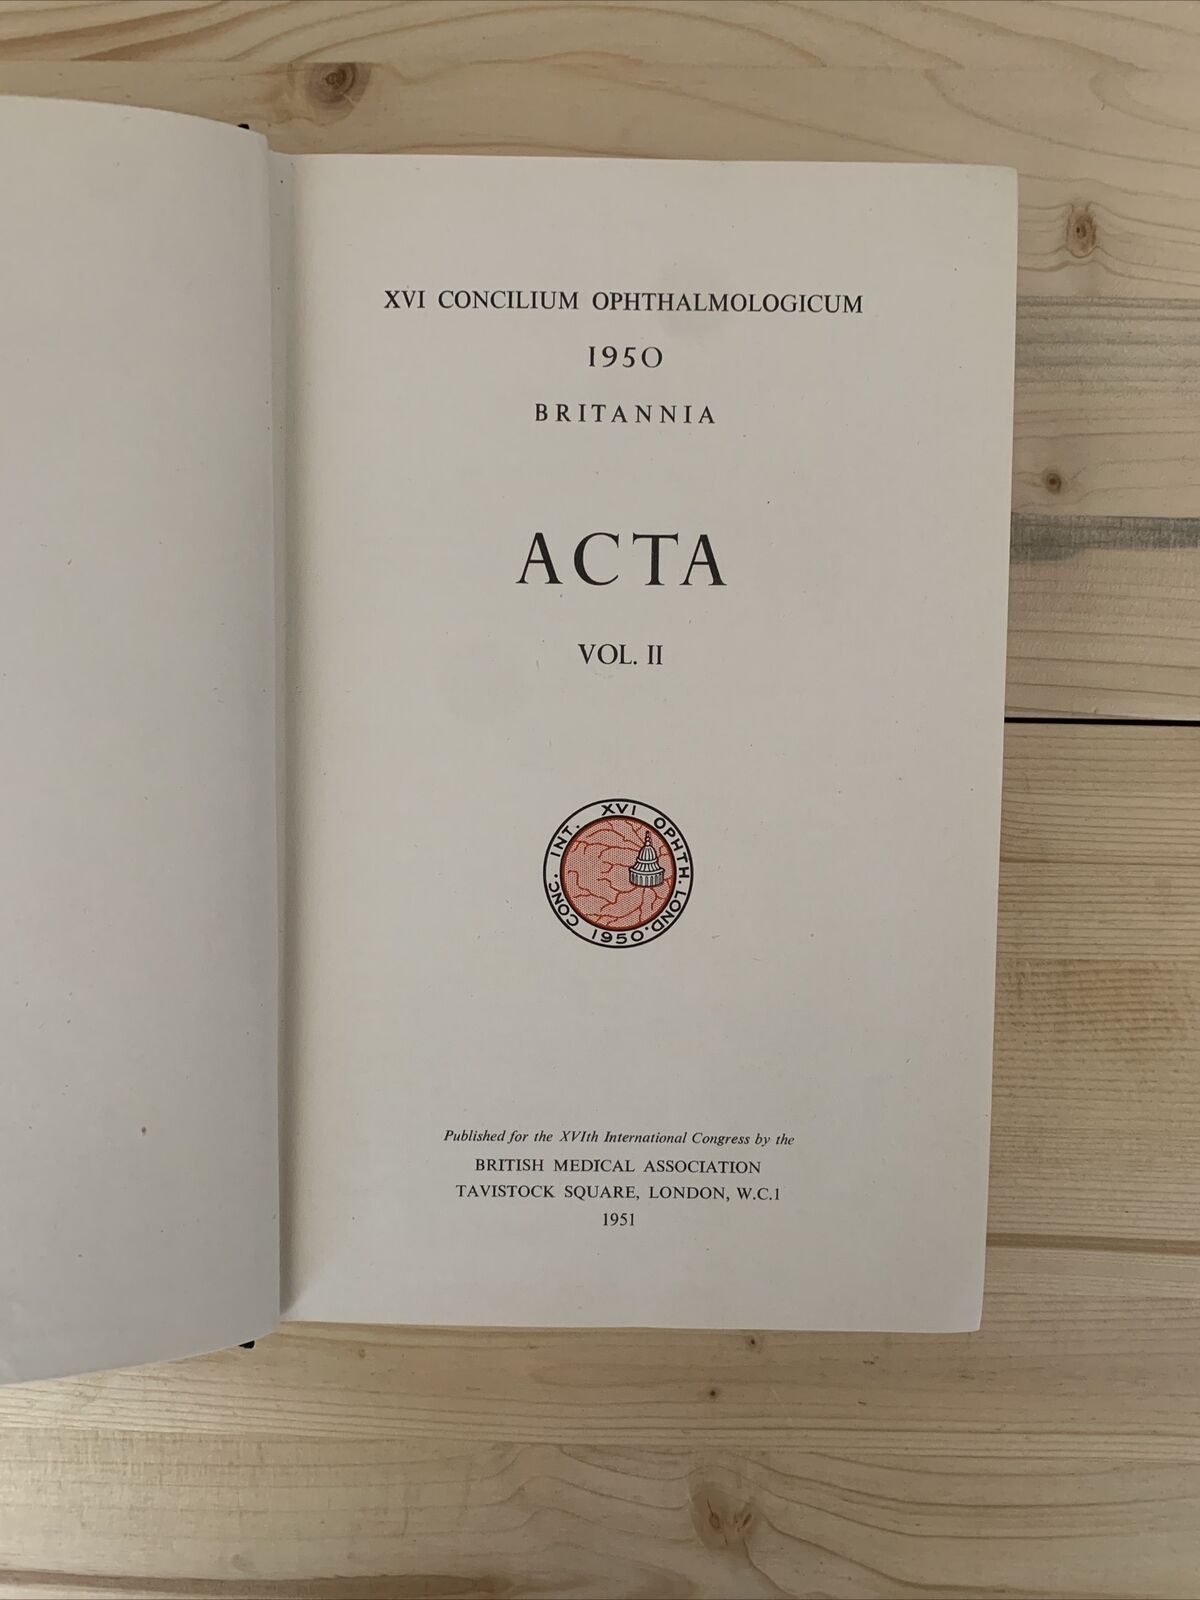 XVI CONCILIUM OPHTHALMOLOGICUM
1950
BRITANNIA
ACTA
VOL. II
CONC. INT. XVI OPHTH. LOND. 1950.
Published for the XVIth International Congress by the
BRITISH MEDICAL ASSOCIATION
TAVISTOCK SQUARE, LONDON, W.C.1
1951